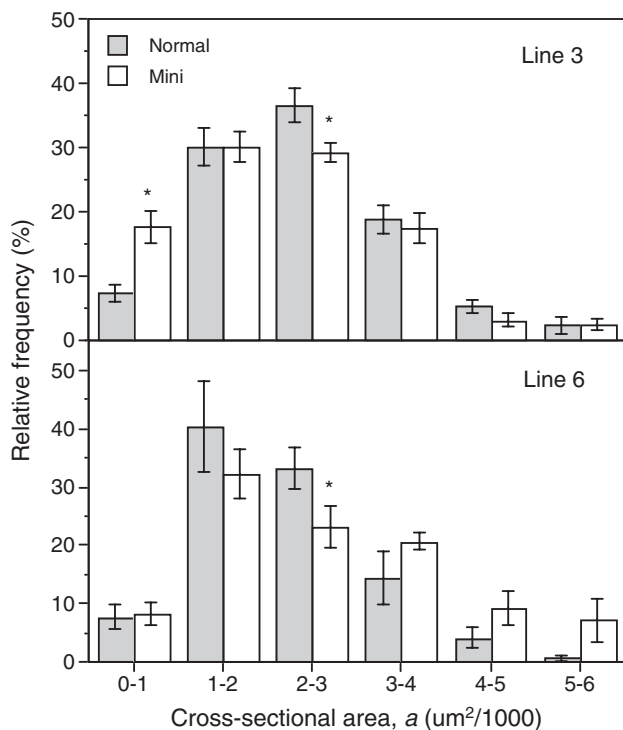 50
Normal
Line 3
Mini
40
*
30
*
20
10
0
50
Line 6
40
30
*
20
10
0
0-1 1-2 2-3 3-4 4-5 5-6
Relative frequency (%)
Cross-sectional area, a (um²/1000)